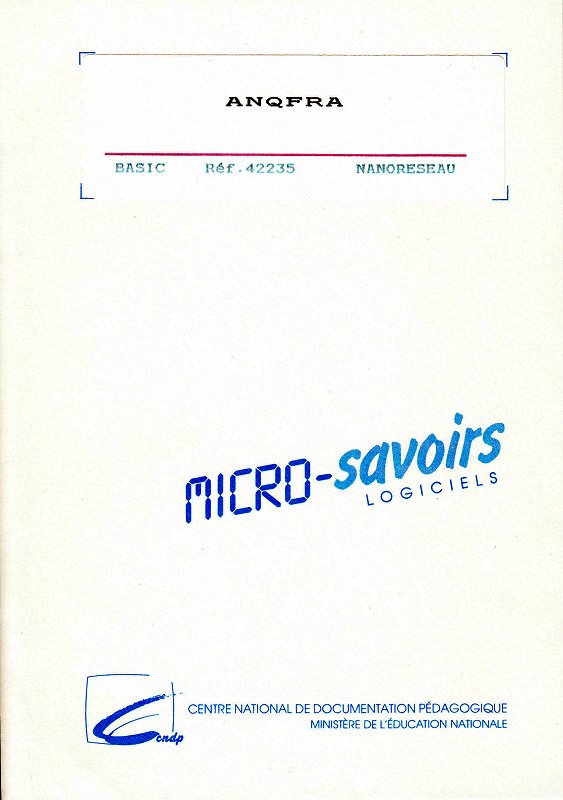 ANQFRA
BASIC Réf.42235 NANORESEAU
MICRO-savoirs
LOGICIELS
cndp
CENTRE NATIONAL DE DOCUMENTATION PÉDAGOGIQUE
MINISTÈRE DE L'ÉDUCATION NATIONALE